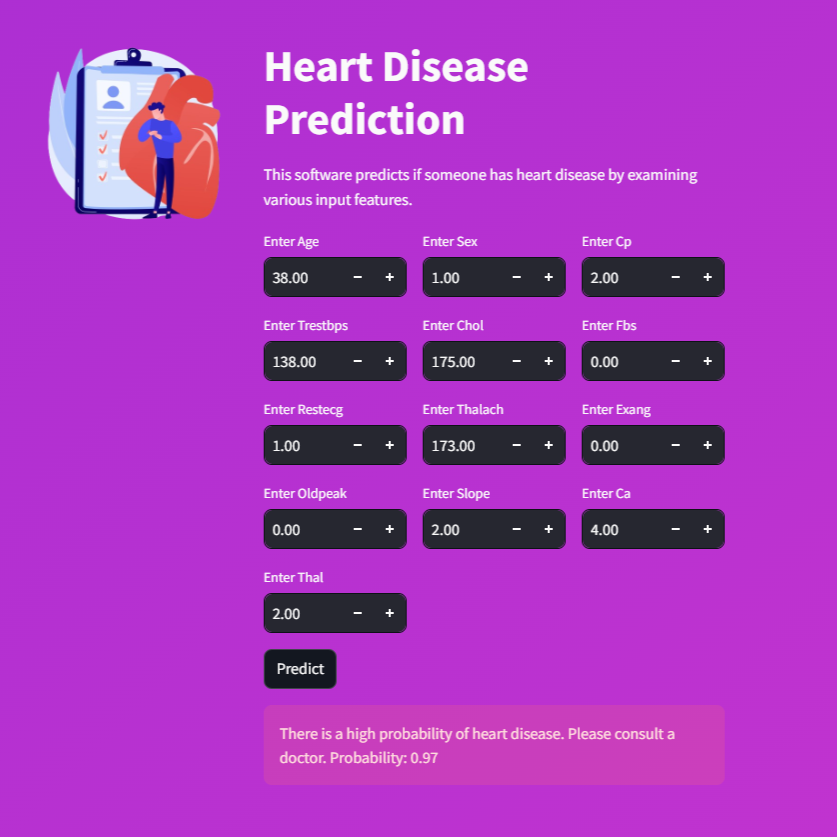 Heart Disease
Prediction
This software predicts if someone has heart disease by examining
various input features.
Enter Age
Enter Sex
Enter Cp
38.00 − +
1.00 − +
2.00 − +
Enter Trestbps
Enter Chol
Enter Fbs
138.00 − +
175.00 − +
0.00 − +
Enter Restecg
Enter Thalach
Enter Exang
1.00 − +
173.00 − +
0.00 − +
Enter Oldpeak
Enter Slope
Enter Ca
0.00 − +
2.00 − +
4.00 − +
Enter Thal
2.00 − +
Predict
There is a high probability of heart disease. Please consult a
doctor. Probability: 0.97